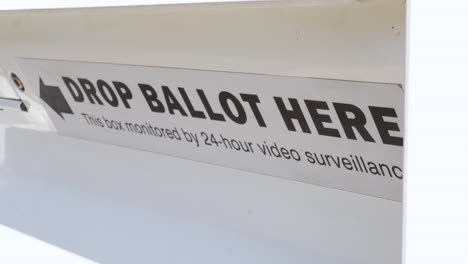 DROP BALLOT HERE
This box monitored by 24-hour video surveillanc